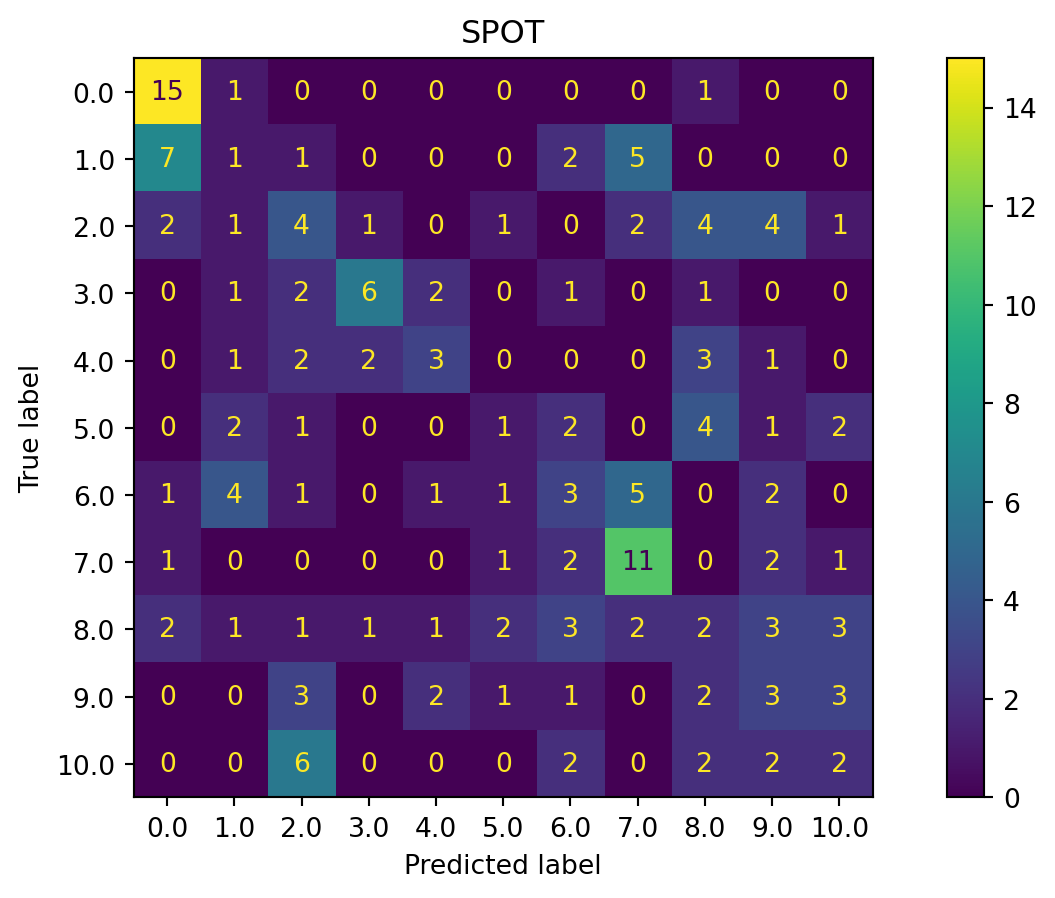 SPOT
0.0 15 1 0 0 0 0 0 0 1 0 0
1.0 7 1 1 0 0 0 2 5 0 0 0
2.0 2 1 4 1 0 1 0 2 4 4 1
3.0 0 1 2 6 2 0 1 0 1 0 0
4.0 0 1 2 2 3 0 0 0 3 1 0
5.0 0 2 1 0 0 1 2 0 4 1 2
6.0 1 4 1 0 1 1 3 5 0 2 0
7.0 1 0 0 0 0 1 2 11 0 2 1
8.0 2 1 1 1 1 2 3 2 2 3 3
9.0 0 0 3 0 2 1 1 0 2 3 3
10.0 0 0 6 0 0 0 2 0 2 2 2
0.0 1.0 2.0 3.0 4.0 5.0 6.0 7.0 8.0 9.0 10.0
Predicted label
True label
14
12
10
8
6
4
2
0